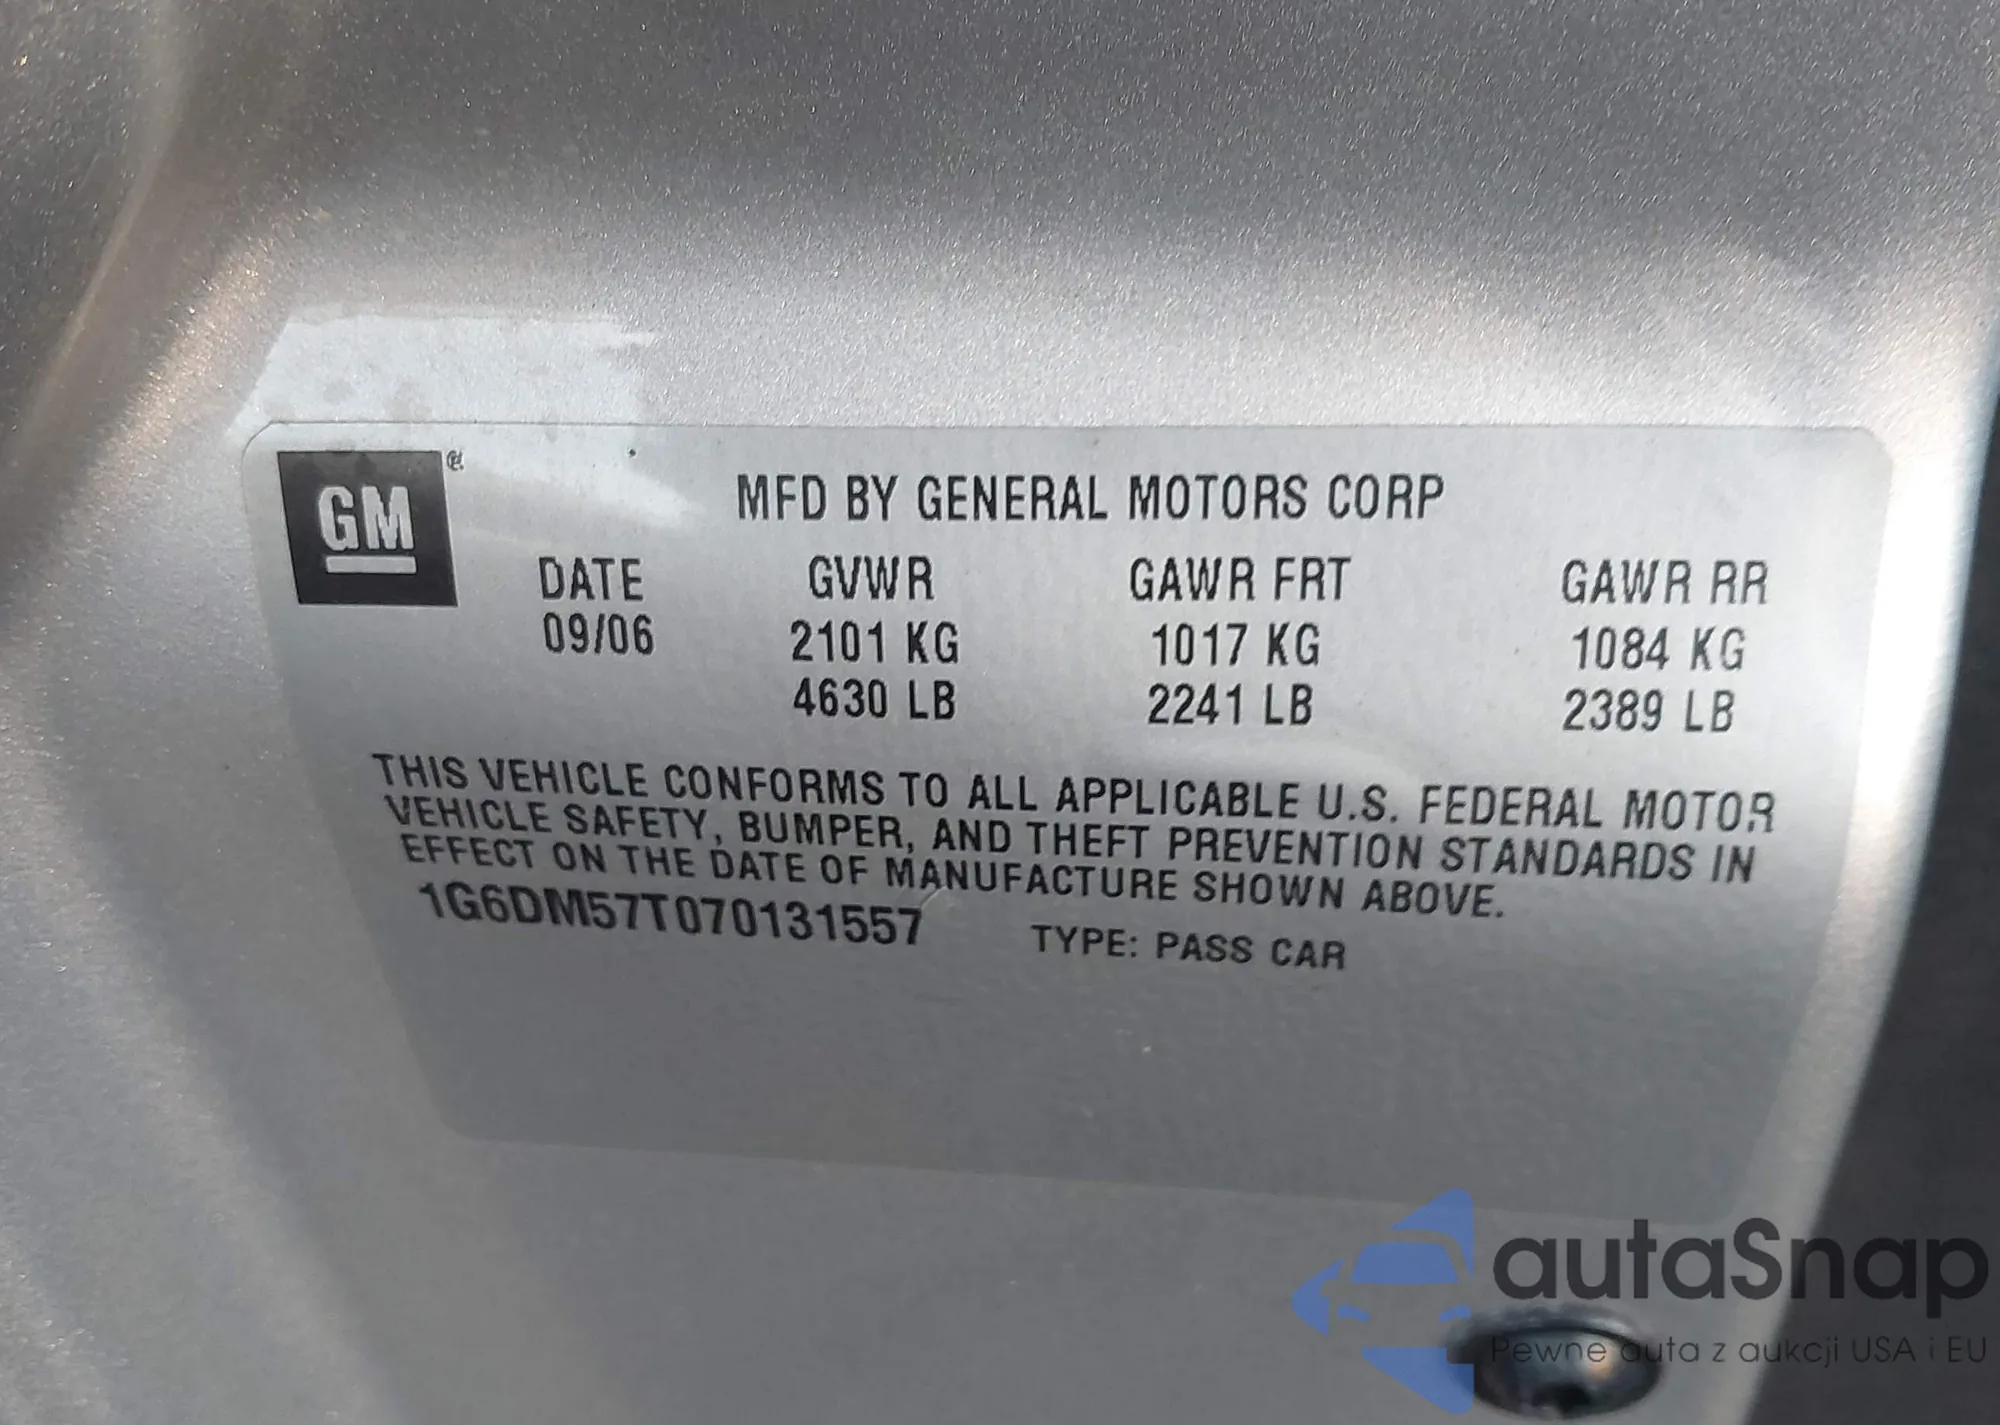 GM
MFD BY GENERAL MOTORS CORP
DATE GVWR GAWR FRT GAWR RR
09/06 2101 KG 1017 KG 1084 KG
4630 LB 2241 LB 2389 LB
THIS VEHICLE CONFORMS TO ALL APPLICABLE U.S. FEDERAL MOTOR
VEHICLE SAFETY, BUMPER, AND THEFT PREVENTION STANDARDS IN
EFFECT ON THE DATE OF MANUFACTURE SHOWN ABOVE.
1G6DM57T070131557 TYPE: PASS CAR
autaSnap
Pewne auta z aukcji USA i EU